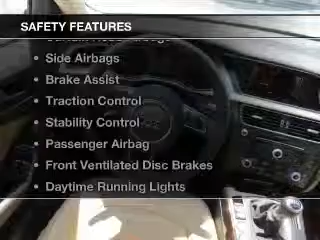 SAFETY FEATURES
• Side Airbags
• Brake Assist
• Traction Control
• Stability Control
• Passenger Airbag
• Front Ventilated Disc Brakes
• Daytime Running Lights